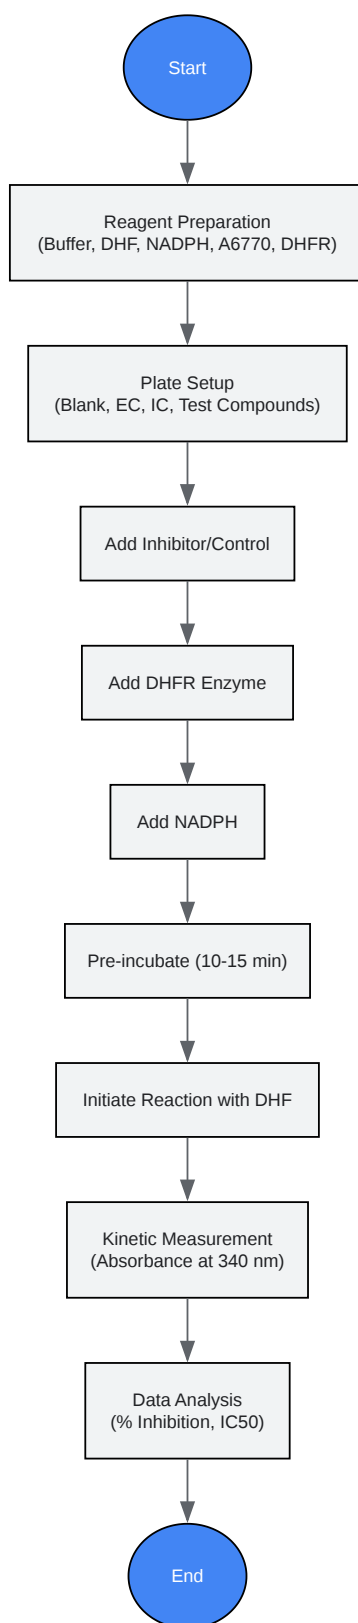 Start
Reagent Preparation
(Buffer, DHF, NADPH, A6770, DHFR)
Plate Setup
(Blank, EC, IC, Test Compounds)
Add Inhibitor/Control
Add DHFR Enzyme
Add NADPH
Pre-incubate (10-15 min)
Initiate Reaction with DHF
Kinetic Measurement
(Absorbance at 340 nm)
Data Analysis
(% Inhibition, IC50)
End